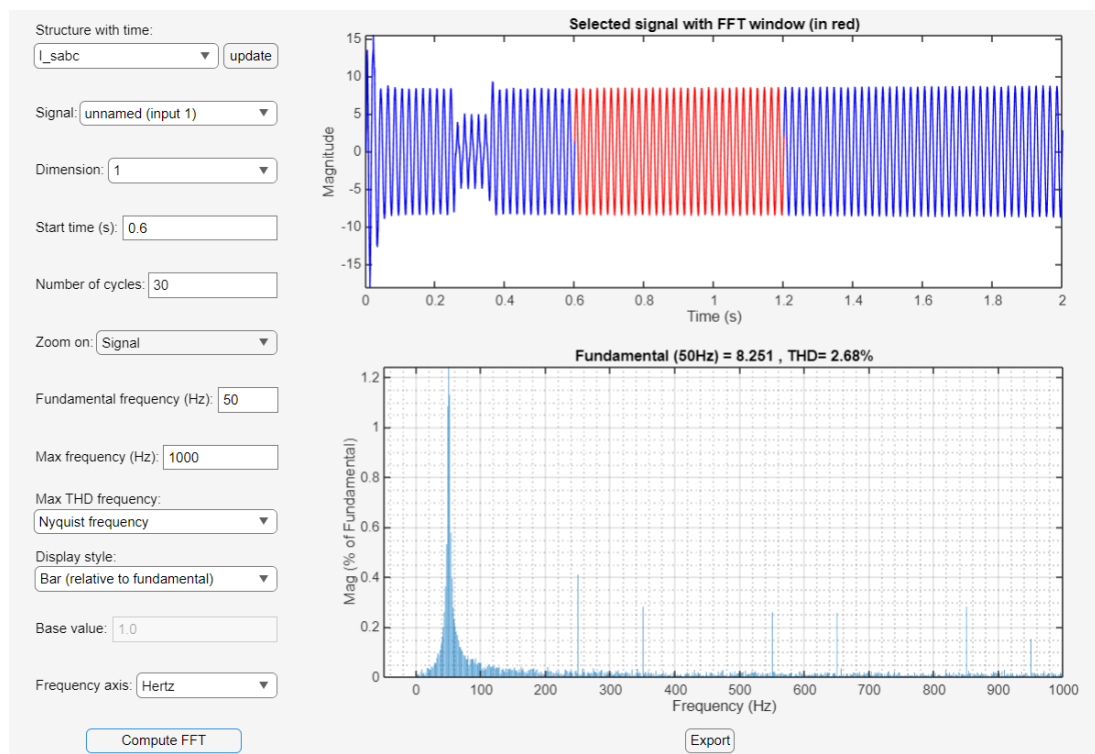 Structure with time:
I_sabc
update
Signal: unnamed (input 1)
Dimension: 1
Start time (s): 0.6
Number of cycles: 30
Zoom on: Signal
Fundamental frequency (Hz): 50
Max frequency (Hz): 1000
Max THD frequency:
Nyquist frequency
Display style:
Bar (relative to fundamental)
Base value: 1.0
Frequency axis: Hertz
Compute FFT
Selected signal with FFT window (in red)
Magnitude
15
10
5
0
-5
-10
-15
0 0.2 0.4 0.6 0.8 1 1.2 1.4 1.6 1.8 2
Time (s)
Fundamental (50Hz) = 8.251 , THD= 2.68%
Mag (% of Fundamental)
1.2
1
0.8
0.6
0.4
0.2
0
0 100 200 300 400 500 600 700 800 900 1000
Frequency (Hz)
Export